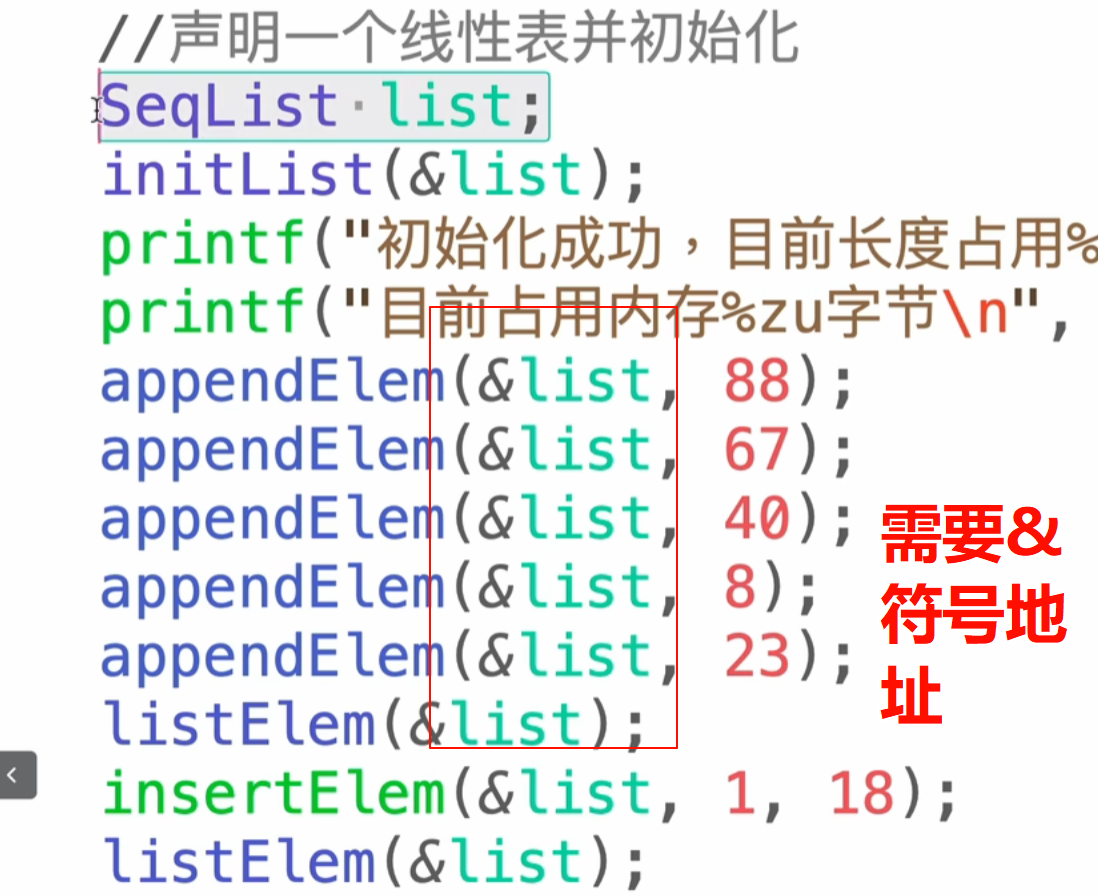 //声明一个线性表并初始化
SeqList list;
initList(&list);
printf("初始化成功，目前长度占用%
printf("目前占用内存%zu字节\n",
appendElem(&list, 88);
appendElem(&list, 67);
appendElem(&list, 40);
appendElem(&list, 8);
appendElem(&list, 23);
listElem(&list);
insertElem(&list, 1, 18);
listElem(&list);
需要&
符号地
址